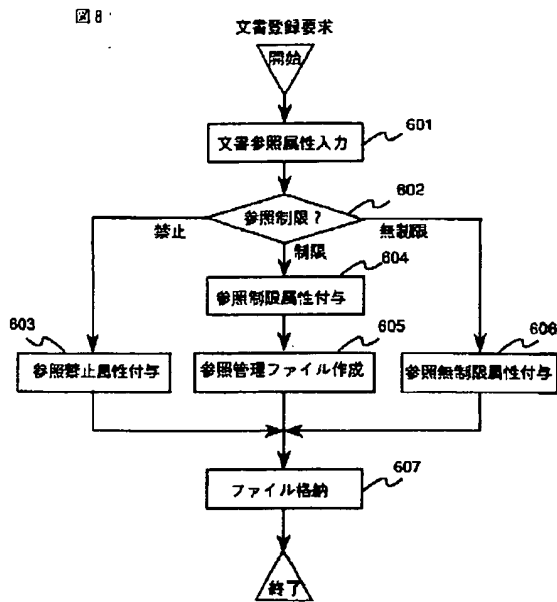 図8
文書登録要求
開始
文書参照属性入力
601
参照制限?
602
禁止
制限
無制限
参照制限属性付与
604
参照禁止属性付与
603
参照管理ファイル作成
605
参照無制限属性付与
606
ファイル格納
607
終了